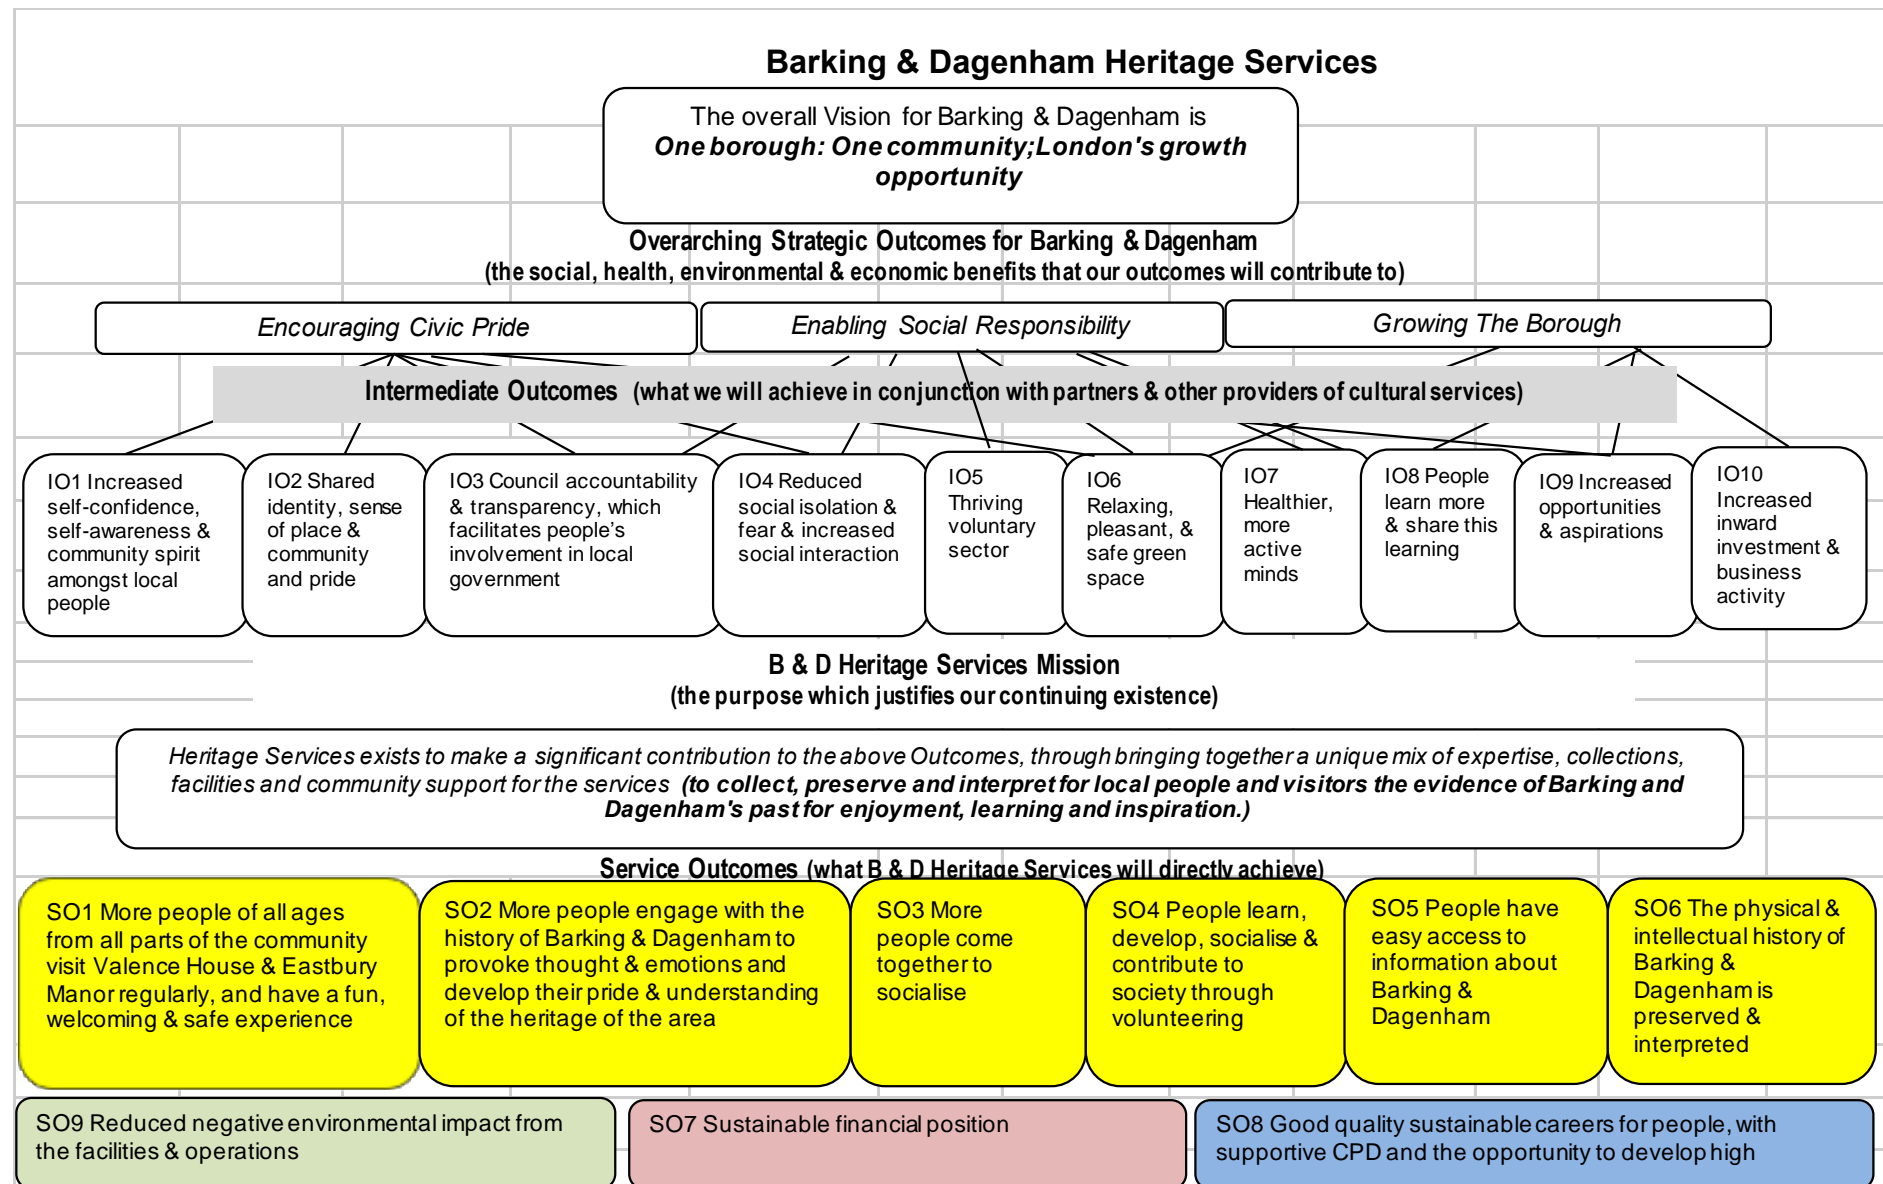 Barking & Dagenham Heritage Services
The overall Vision for Barking & Dagenham is
One borough: One community;London's growth
opportunity
Overarching Strategic Outcomes for Barking & Dagenham
(the social, health, environmental & economic benefits that our outcomes will contribute to)
Encouraging Civic Pride
Enabling Social Responsibility
Growing The Borough
Intermediate Outcomes (what we will achieve in conjunction with partners & other providers of cultural services)
IO1 Increased
self-confidence,
self-awareness &
community spirit
amongst local
people
IO2 Shared
identity, sense
of place &
community
and pride
IO3 Council accountability
& transparency, which
facilitates people’s
involvement in local
government
IO4 Reduced
social isolation &
fear & increased
social interaction
IO5
Thriving
voluntary
sector
IO6
Relaxing,
pleasant, &
safe green
space
IO7
Healthier,
more
active
minds
IO8 People
learn more
& share this
learning
IO9 Increased
opportunities
& aspirations
IO10
Increased
inward
investment &
business
activity
B & D Heritage Services Mission
(the purpose which justifies our continuing existence)
Heritage Services exists to make a significant contribution to the above Outcomes, through bringing together a unique mix of expertise, collections,
facilities and community support for the services (to collect, preserve and interpret for local people and visitors the evidence of Barking and
Dagenham's past for enjoyment, learning and inspiration.)
Service Outcomes (what B & D Heritage Services will directly achieve)
SO1 More people of all ages
from all parts of the community
visit Valence House & Eastbury
Manor regularly, and have a fun,
welcoming & safe experience
SO2 More people engage with the
history of Barking & Dagenham to
provoke thought & emotions and
develop their pride & understanding
of the heritage of the area
SO3 More
people come
together to
socialise
SO4 People learn,
develop, socialise &
contribute to
society through
volunteering
SO5 People have
easy access to
information about
Barking &
Dagenham
SO6 The physical &
intellectual history of
Barking &
Dagenham is
preserved &
interpreted
SO9 Reduced negative environmental impact from
the facilities & operations
SO7 Sustainable financial position
SO8 Good quality sustainable careers for people, with
supportive CPD and the opportunity to develop high